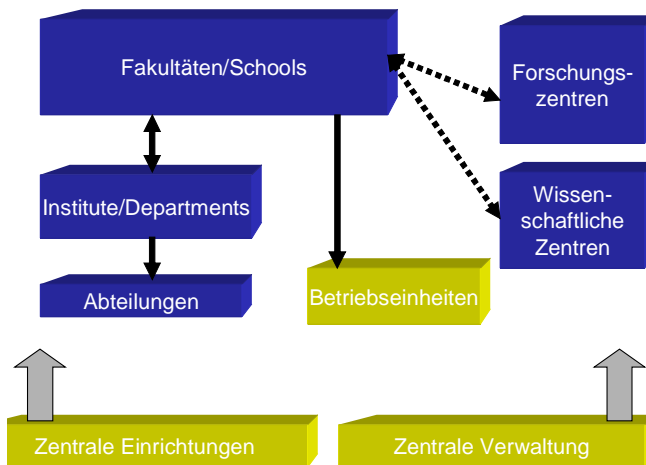 Fakultäten/Schools
Forschungs-
zentren
Institute/Departments
Wissen-
schaftliche
Zentren
Abteilungen
Betriebseinheiten
Zentrale Einrichtungen
Zentrale Verwaltung